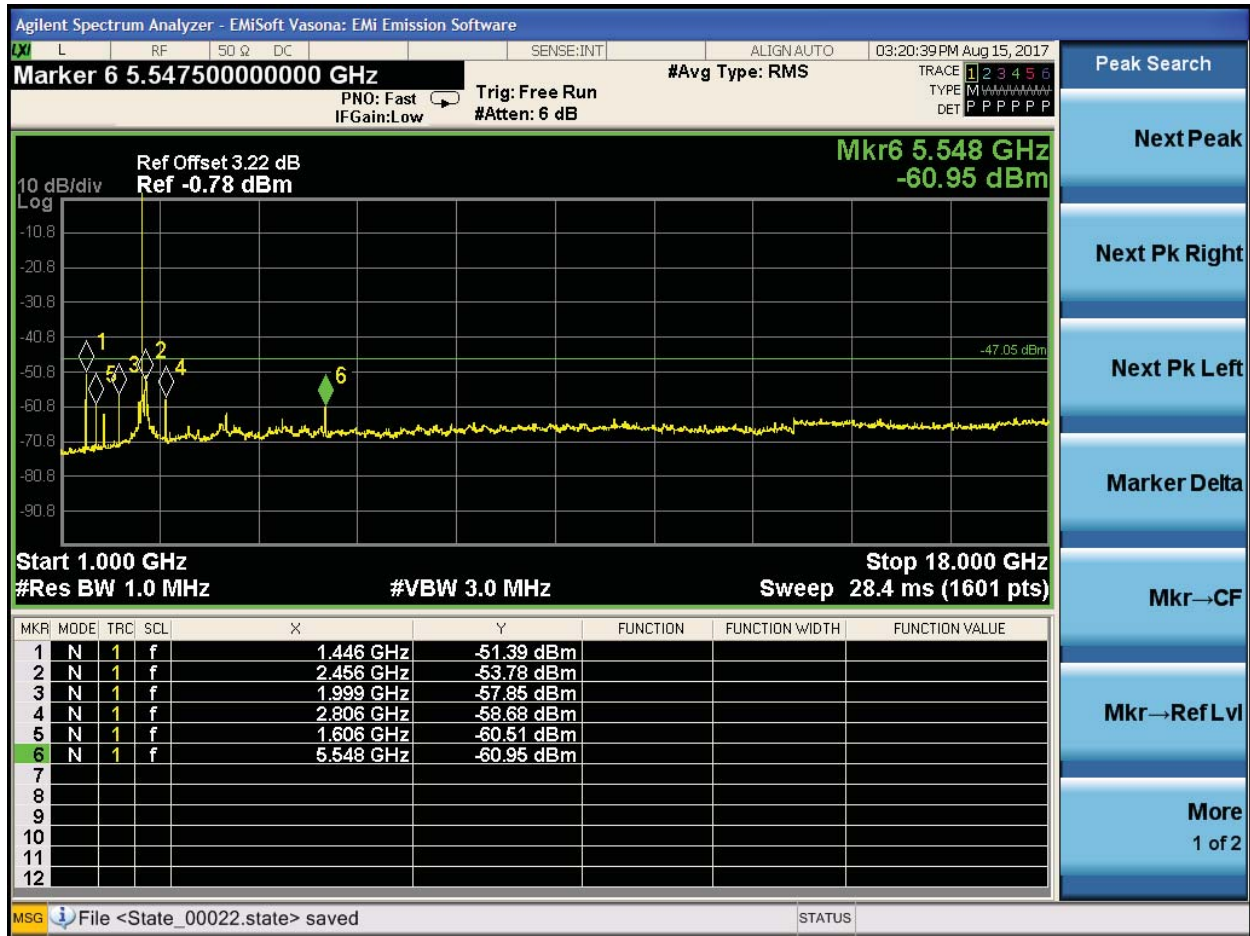 Agilent Spectrum Analyzer - EMiSoft Vasona: EMi Emission Software
LXI L RF 50 Ω DC SENSE:INT ALIGN AUTO 03:20:39 PM Aug 15, 2017
Marker 6 5.547500000000 GHz
PNO: Fast
IFGain:Low
Trig: Free Run
#Atten: 6 dB
#Avg Type: RMS
TRACE 1 2 3 4 5 6
TYPE M WWWWW
DET P P P P P P
Ref Offset 3.22 dB
Ref -0.78 dBm
10 dB/div
Log
Mkr6 5.548 GHz
-60.95 dBm
-10.8
-20.8
-30.8
-40.8
-50.8
-60.8
-70.8
-80.8
-90.8
1
5
3
2
4
6
-47.05 dBm
Start 1.000 GHz
Stop 18.000 GHz
#Res BW 1.0 MHz
#VBW 3.0 MHz
Sweep 28.4 ms (1601 pts)
MKR MODE TRC SCL X Y FUNCTION FUNCTION WIDTH FUNCTION VALUE
1 N 1 f 1.446 GHz -51.39 dBm
2 N 1 f 2.456 GHz -53.78 dBm
3 N 1 f 1.999 GHz -57.85 dBm
4 N 1 f 2.806 GHz -58.68 dBm
5 N 1 f 1.606 GHz -60.51 dBm
6 N 1 f 5.548 GHz -60.95 dBm
7
8
9
10
11
12
MSG File <State_00022.state> saved STATUS
Peak Search
Next Peak
Next Pk Right
Next Pk Left
Marker Delta
Mkr→CF
Mkr→Ref Lvl
More
1 of 2